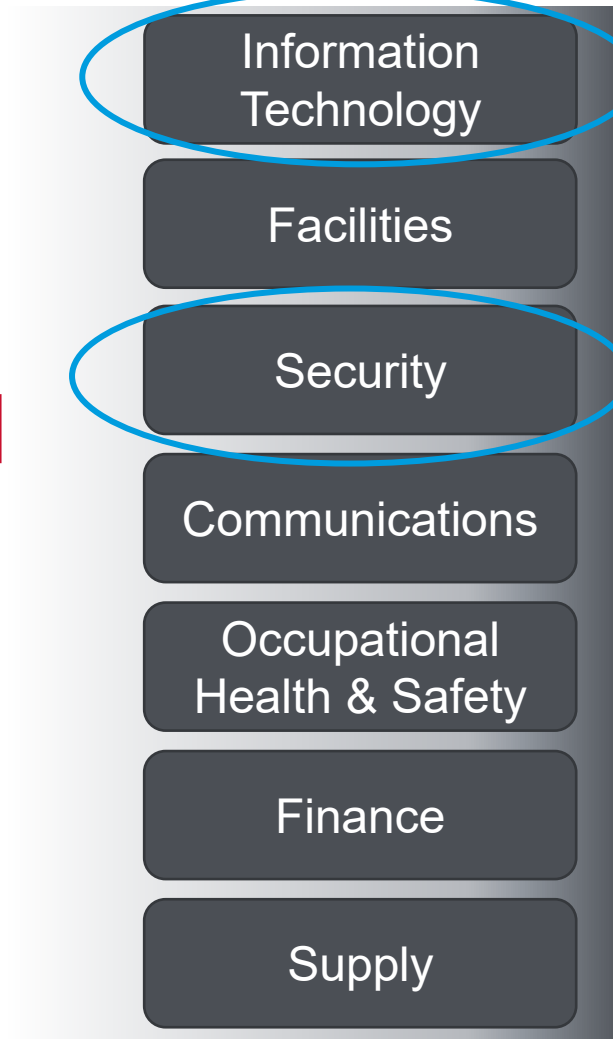 Information
Technology
Facilities
Security
Communications
Occupational
Health & Safety
Finance
Supply